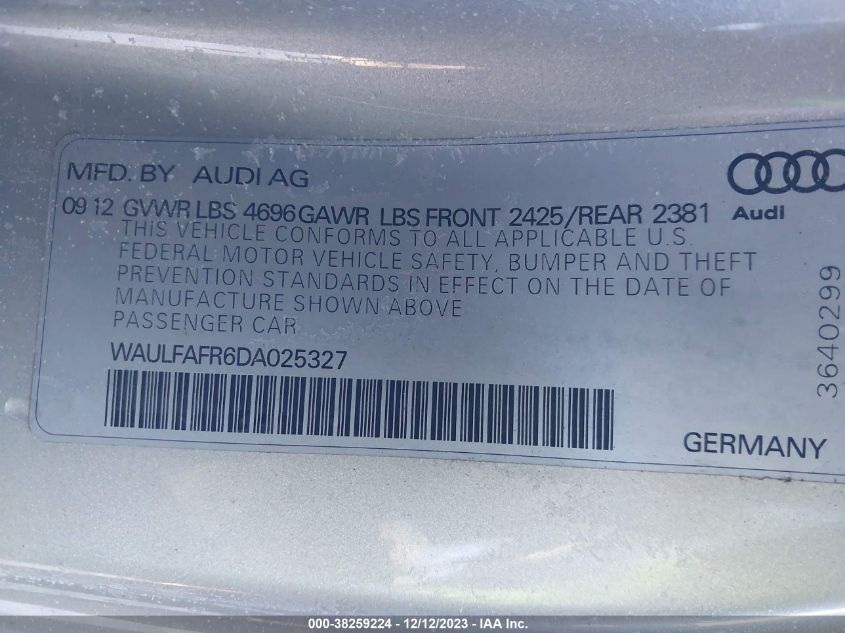 MFD. BY AUDI AG
09 12 GVWR LBS 4696 GAWR LBS FRONT 2425/REAR 2381
THIS VEHICLE CONFORMS TO ALL APPLICABLE U.S.
FEDERAL MOTOR VEHICLE SAFETY, BUMPER AND THEFT
PREVENTION STANDARDS IN EFFECT ON THE DATE OF
MANUFACTURE SHOWN ABOVE
PASSENGER CAR
WAULFAFR6DA025327
Audi
3640299
GERMANY
000-38259224 - 12/12/2023 - IAA Inc.